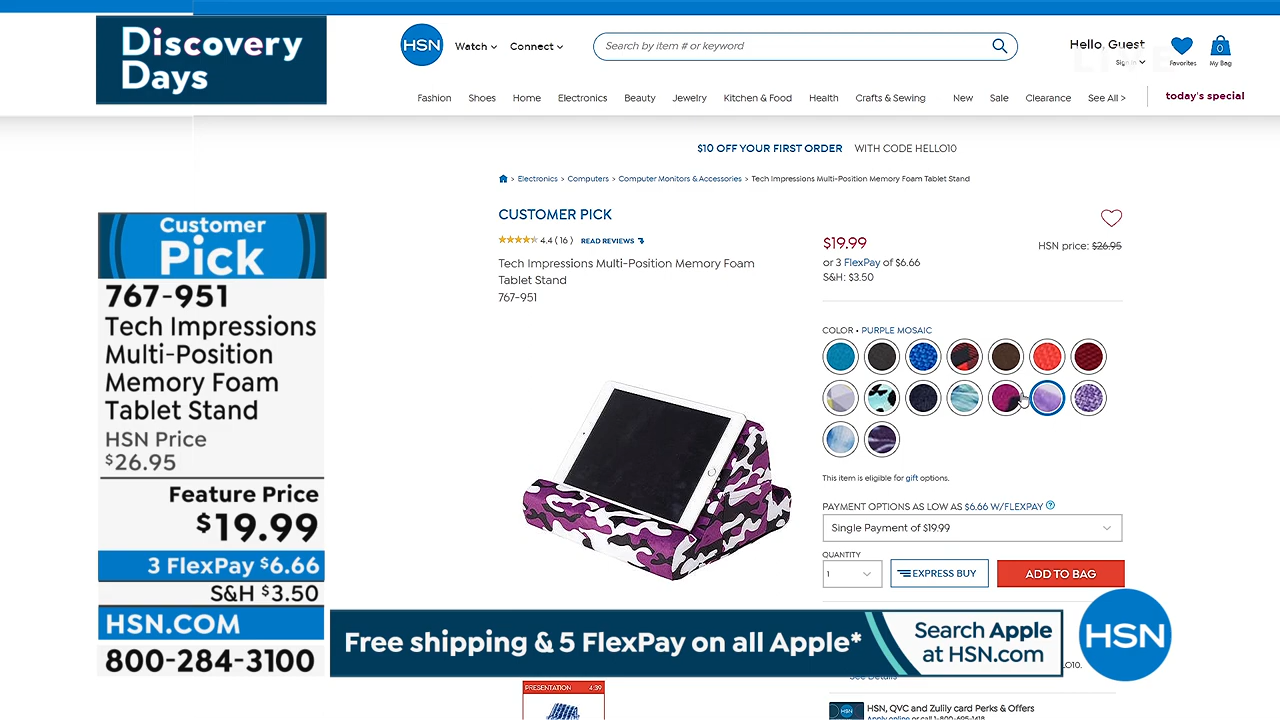 Discovery
Days
HSN
Watch
Connect
Search by item # or keyword
Hello, Guest
Sign in
Favorites
0
My Bag
Fashion Shoes Home Electronics Beauty Jewelry Kitchen & Food Health Crafts & Sewing New Sale Clearance See All >
today's special
$10 OFF YOUR FIRST ORDER WITH CODE HELLO10
> Electronics > Computers > Computer Monitors & Accessories > Tech Impressions Multi-Position Memory Foam Tablet Stand
Customer
Pick
767-951
Tech Impressions
Multi-Position
Memory Foam
Tablet Stand
HSN Price
$26.95
Feature Price
$19.99
3 FlexPay $6.66
S&H $3.50
HSN.COM
800-284-3100
CUSTOMER PICK
4.4 ( 16 ) READ REVIEWS
Tech Impressions Multi-Position Memory Foam
Tablet Stand
767-951
$19.99
HSN price: $26.95
or 3 FlexPay of $6.66
S&H: $3.50
COLOR • PURPLE MOSAIC
This item is eligible for gift options.
PAYMENT OPTIONS AS LOW AS $6.66 W/FLEXPAY ?
Single Payment of $19.99
QUANTITY
1
EXPRESS BUY
ADD TO BAG
Free shipping & 5 FlexPay on all Apple*
Search Apple
at HSN.com
HSN
LO10.
See Details
PRESENTATION 4:39
HSN
HSN, QVC and Zulily card Perks & Offers
Apply online or call 1-800-695-1418